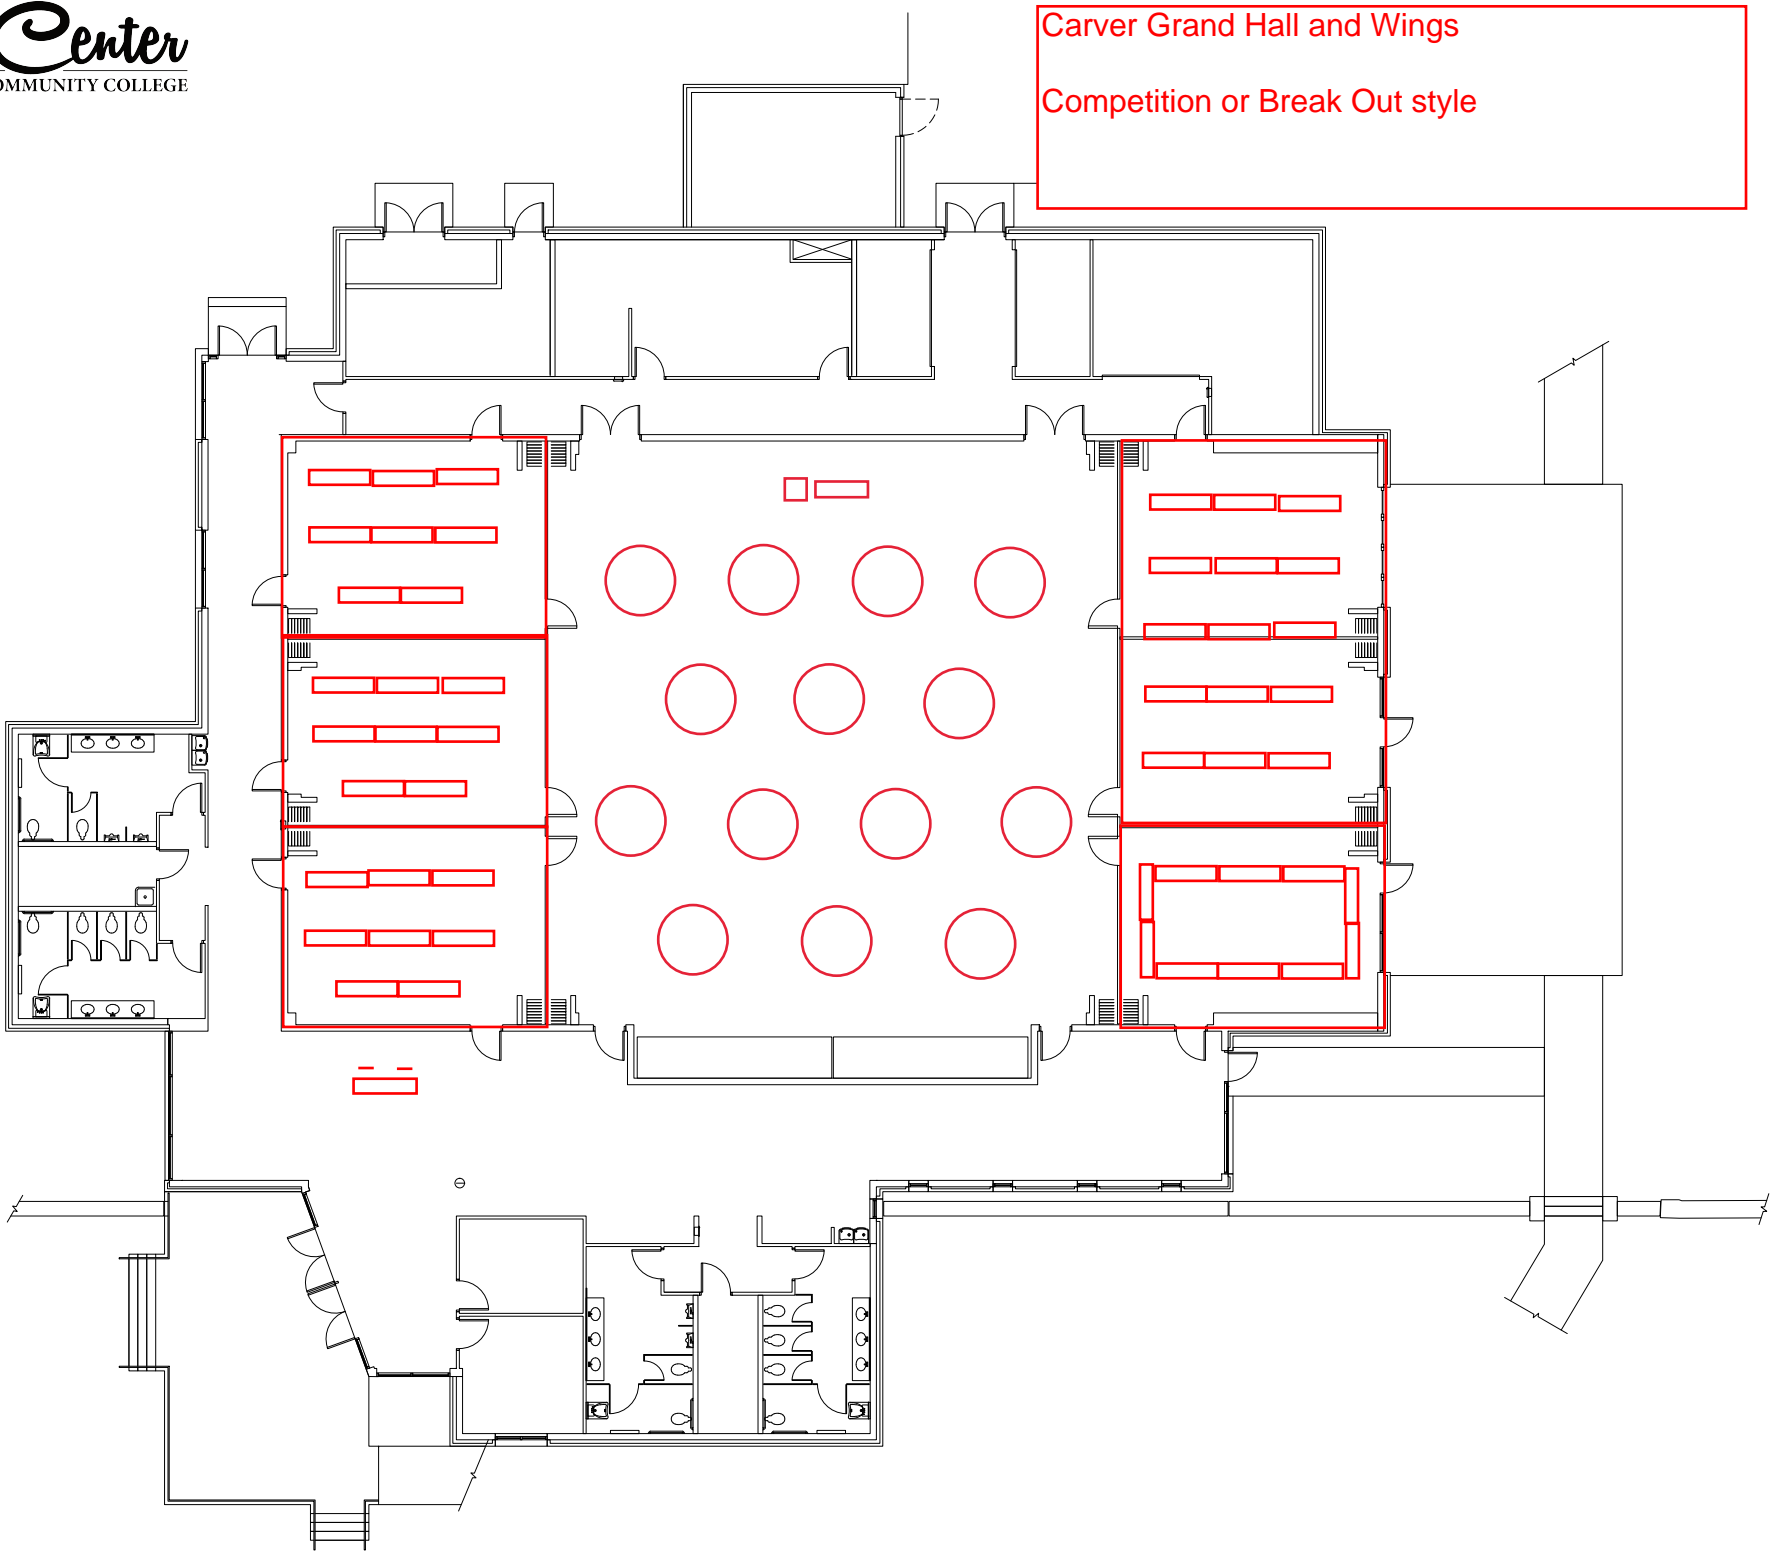 Center
OMMUNITY COLLEGE
Carver Grand Hall and Wings
Competition or Break Out style